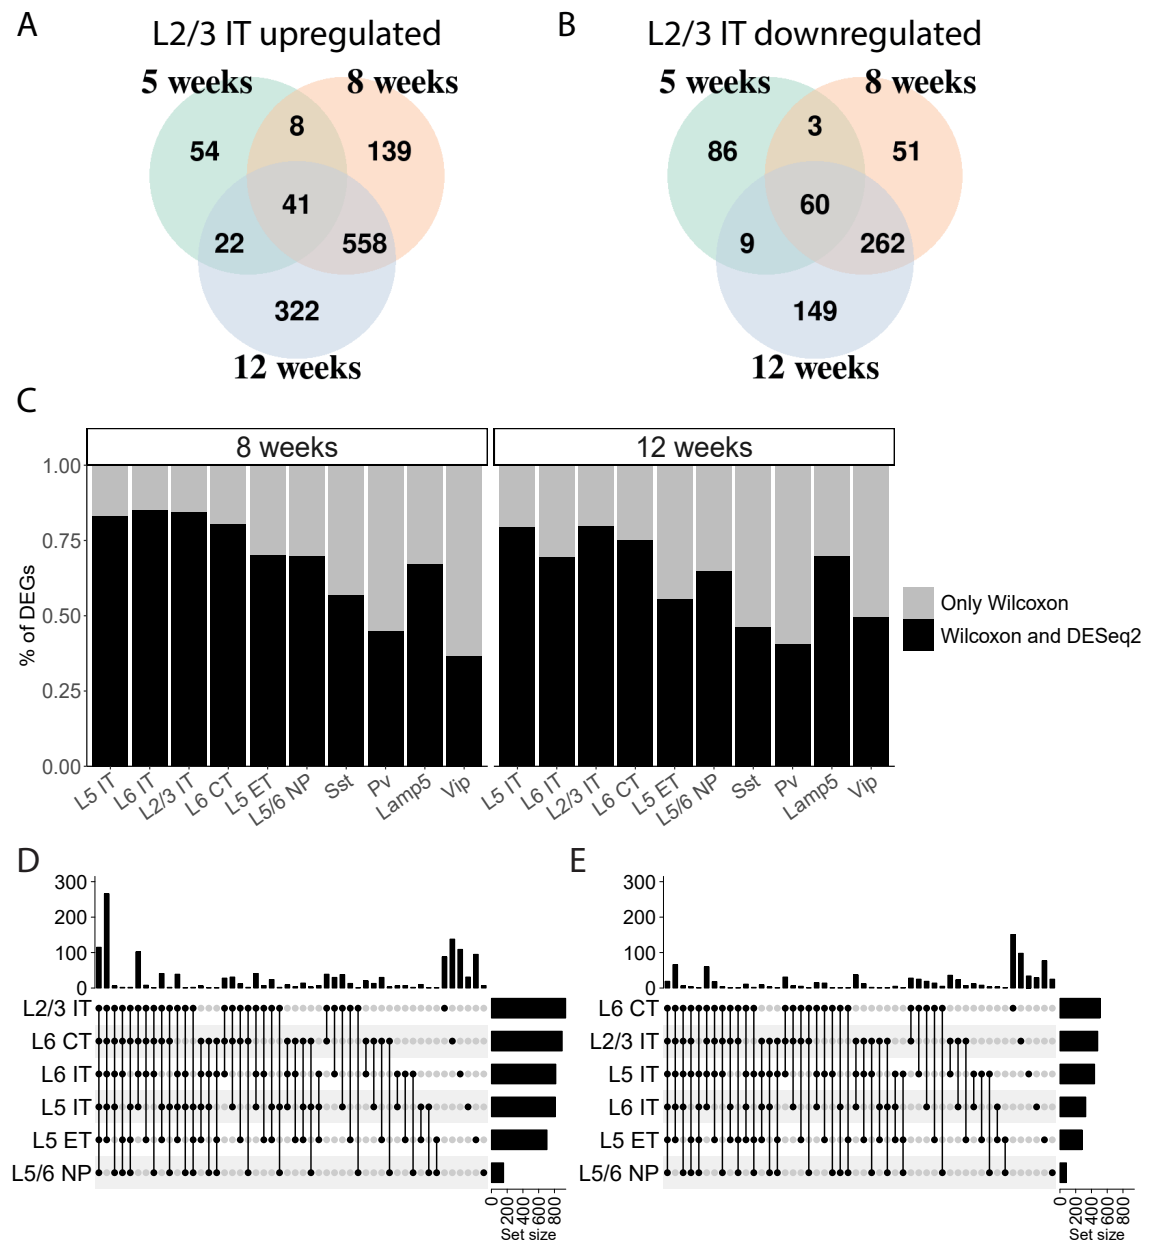 A
L2/3 IT upregulated
5 weeks
8 weeks
8
54
139
41
22
558
322
12 weeks
B
L2/3 IT downregulated
5 weeks
8 weeks
3
86
51
60
9
262
149
12 weeks
C
8 weeks
12 weeks
1.00
0.75
0.50
0.25
0.00
% of DEGs
L5 IT
L6 IT
L2/3 IT
L6 CT
L5 ET
L5/6 NP
Sst
Pv
Lamp5
Vip
L5 IT
L6 IT
L2/3 IT
L6 CT
L5 ET
L5/6 NP
Sst
Pv
Lamp5
Vip
Only Wilcoxon
Wilcoxon and DESeq2
D
300
200
100
0
L2/3 IT
L6 CT
L6 IT
L5 IT
L5 ET
L5/6 NP
0
200
400
600
800
Set size
E
300
200
100
0
L6 CT
L2/3 IT
L5 IT
L6 IT
L5 ET
L5/6 NP
0
200
400
600
800
Set size